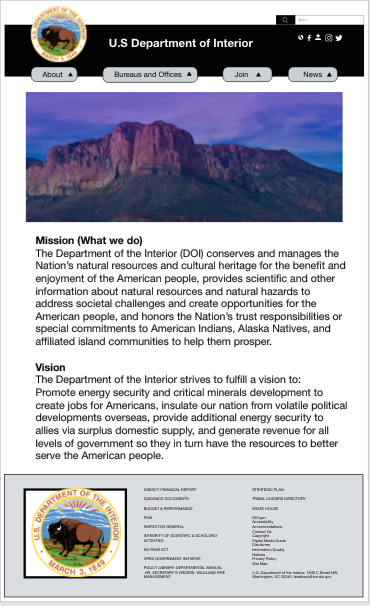 U.S Department of Interior
About
Bureaus and Offices
Join
News
Mission (What we do)
The Department of the Interior (DOI) conserves and manages the
Nation's natural resources and cultural heritage for the benefit and
enjoyment of the American people, provides scientific and other
information about natural resources and natural hazards to
address societal challenges and create opportunities for the
American people, and honors the Nation's trust responsibilities or
special commitments to American Indians, Alaska Natives, and
affiliated island communities to help them prosper.
Vision
The Department of the Interior strives to fulfill a vision to:
Promote energy security and critical minerals development to
create jobs for Americans, insulate our nation from volatile political
developments overseas, provide additional energy security to
allies via surplus domestic supply, and generate revenue for all
levels of government so they in turn have the resources to better
serve the American people.
U.S. DEPARTMENT OF THE INTERIOR
MARCH 3, 1849
AGENCY FINANCIAL REPORT
GUIDANCE DOCUMENTS
BUDGET & PERFORMANCE
FOIA
INSPECTOR GENERAL
INTEGRITY OF SCIENTIFIC & SCHOLARLY
ACTIVITIES
NO FEAR ACT
OPEN GOVERNMENT INITIATIVE
POLICY LIBRARY: DEPARTMENTAL MANUAL
HR, SECRETARY'S ORDERS, WILDLAND FIRE
MANAGEMENT
STRATEGIC PLAN
TRIBAL LEADERS DIRECTORY
WHITE HOUSE
DOI.gov
Accessibility
Accommodations
Contact Us
Copyright
Digital Media Guide
Disclaimer
Information Quality
Notices
Privacy Policy
Site Map
U.S. Department of the Interior, 1849 C Street NW,
Washington, DC 20240.